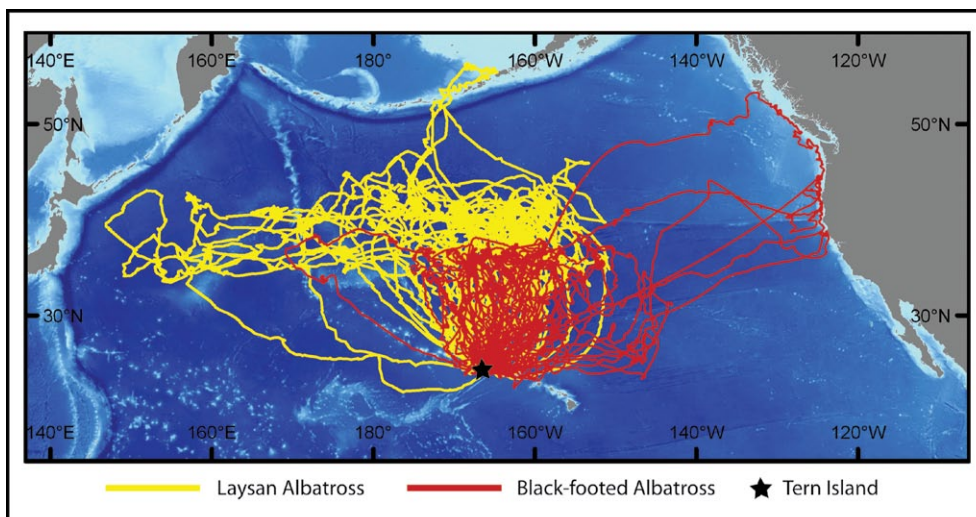 140°E 160°E 180° 160°W 140°W 120°W
50°N 50°N
30°N 30°N
140°E 160°E 180° 160°W 140°W 120°W
Laysan Albatross Black-footed Albatross Tern Island